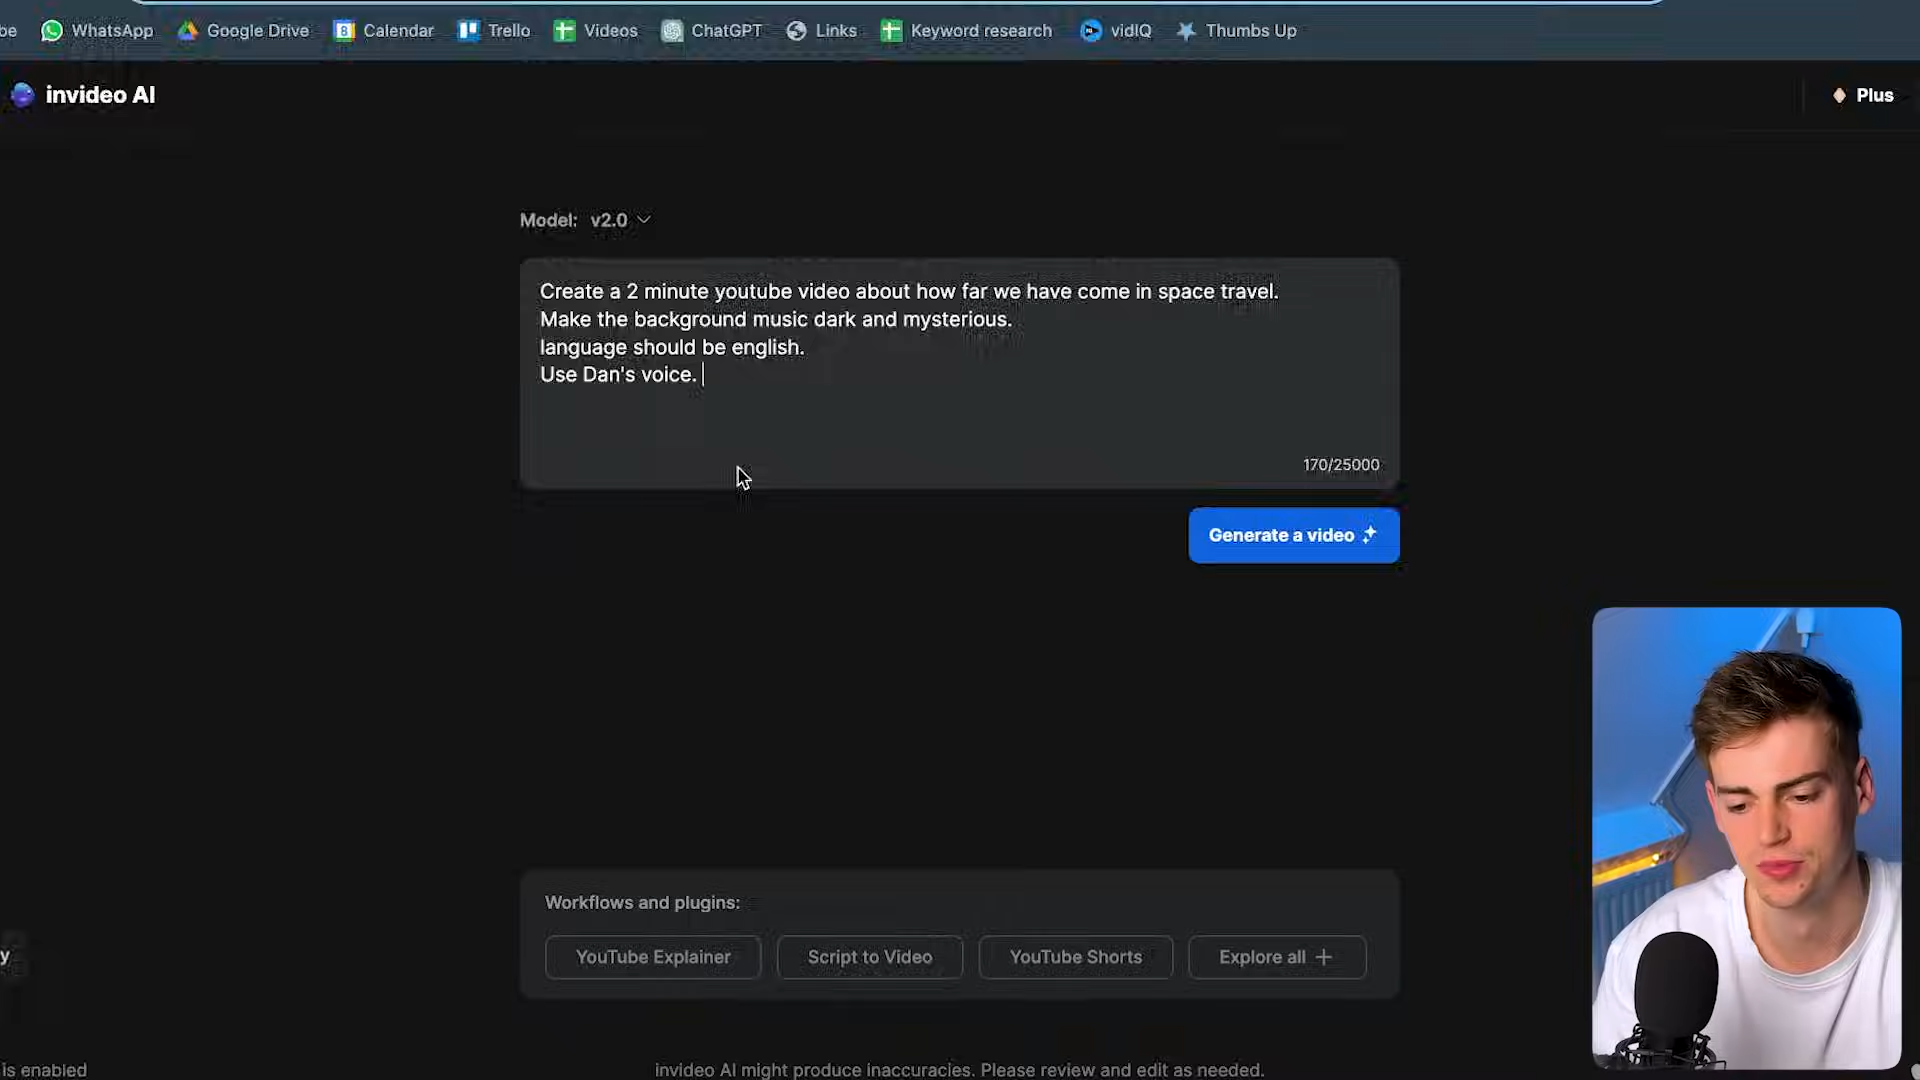 be WhatsApp Google Drive 8 Calendar Trello Videos ChatGPT Links Keyword research vidIQ Thumbs Up
invideo AI
Plus
Model: v2.0
Create a 2 minute youtube video about how far we have come in space travel.
Make the background music dark and mysterious.
language should be english.
Use Dan's voice.
170/25000
Generate a video
Workflows and plugins:
YouTube Explainer Script to Video YouTube Shorts Explore all +
y
is enabled
invideo AI might produce inaccuracies. Please review and edit as needed.